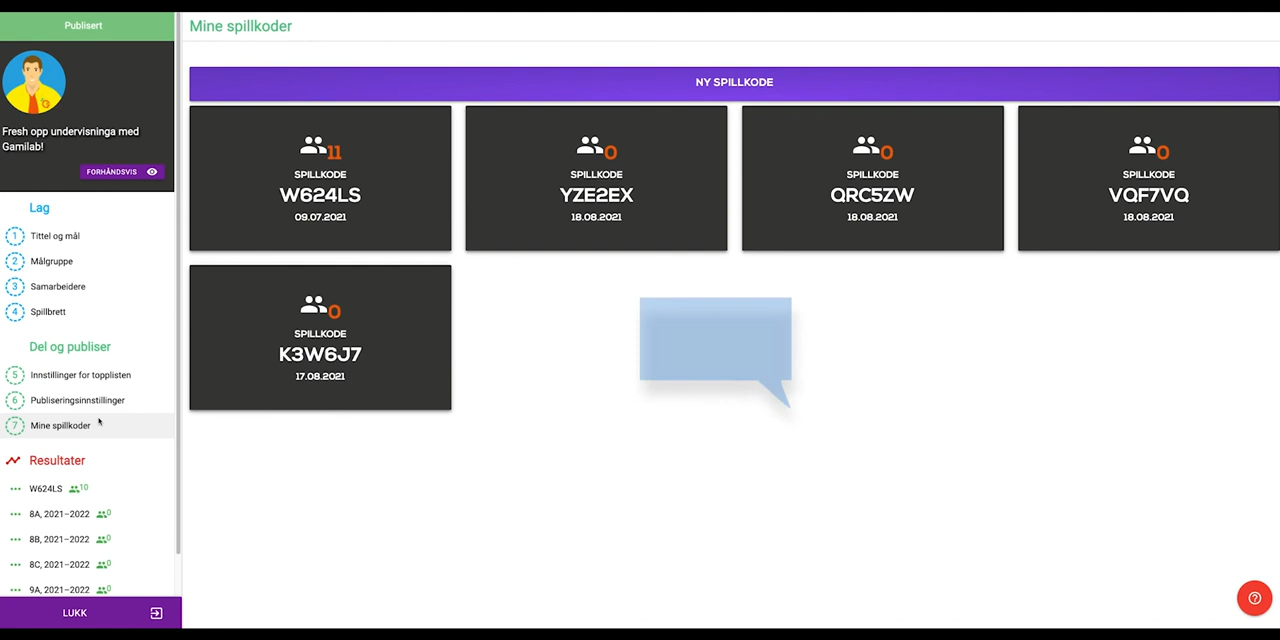 Publisert
Fresh opp undervisninga med
Gamilab!
FORHÅNDSVIS
Lag
1 Tittel og mål
2 Målgruppe
3 Samarbeidere
4 Spillbrett
Del og publiser
5 Innstillinger for topplisten
6 Publiseringsinnstillinger
7 Mine spillkoder
Resultater
W624LS 10
8A, 2021–2022 0
8B, 2021–2022 0
8C, 2021–2022 0
9A, 2021–2022 0
LUKK
Mine spillkoder
NY SPILLKODE
11
SPILLKODE
W624LS
09.07.2021
0
SPILLKODE
YZE2EX
18.08.2021
0
SPILLKODE
QRC5ZW
18.08.2021
0
SPILLKODE
VQF7VQ
18.08.2021
0
SPILLKODE
K3W6J7
17.08.2021